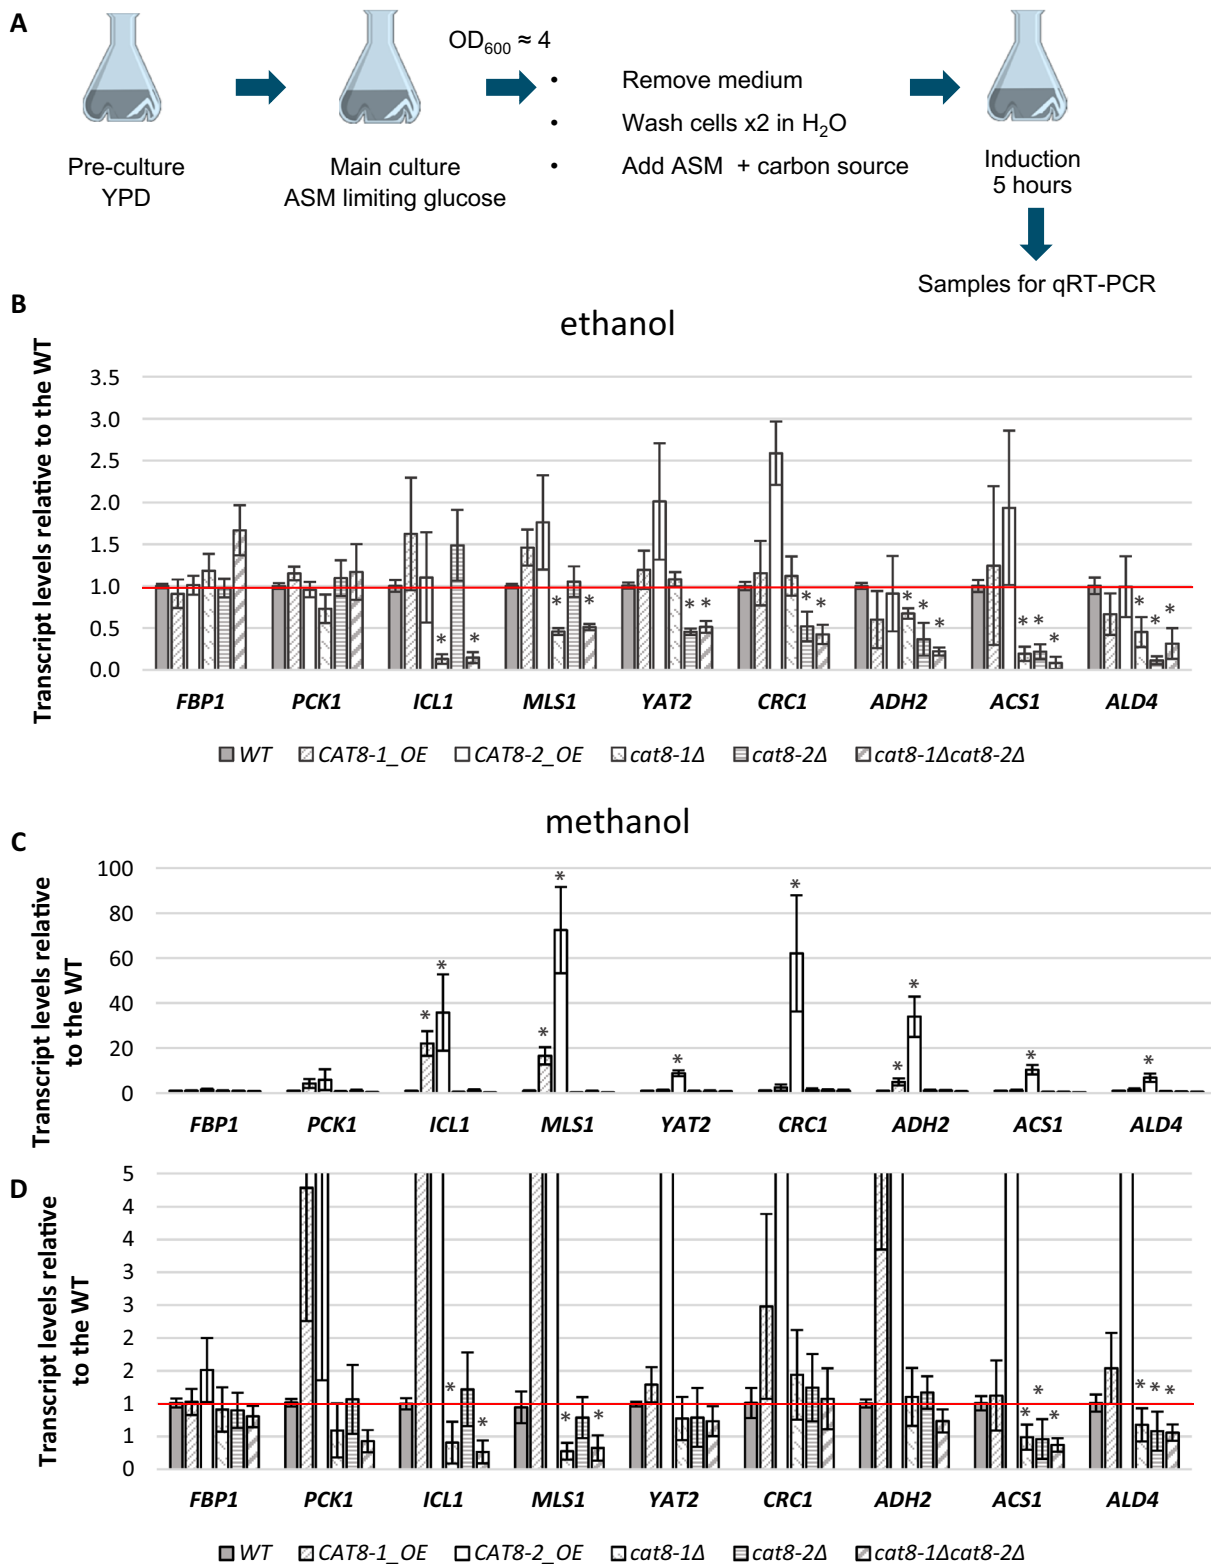 A
Pre-culture
YPD
Main culture
ASM limiting glucose
OD600 ≈ 4
• Remove medium
• Wash cells x2 in H2O
• Add ASM + carbon source
Induction
5 hours
Samples for qRT-PCR
B
ethanol
Transcript levels relative to the WT
3.5
3.0
2.5
2.0
1.5
1.0
0.5
0.0
* * * * * * * * * * * * * * * * *
FBP1 PCK1 ICL1 MLS1 YAT2 CRC1 ADH2 ACS1 ALD4
WT CAT8-1_OE CAT8-2_OE cat8-1Δ cat8-2Δ cat8-1Δcat8-2Δ
C
methanol
Transcript levels relative
to the WT
100
80
60
40
20
0
* * * * * * * * * *
FBP1 PCK1 ICL1 MLS1 YAT2 CRC1 ADH2 ACS1 ALD4
D
Transcript levels relative
to the WT
5
4
4
3
3
2
2
1
1
0
* * * * * * * * * *
FBP1 PCK1 ICL1 MLS1 YAT2 CRC1 ADH2 ACS1 ALD4
WT CAT8-1_OE CAT8-2_OE cat8-1Δ cat8-2Δ cat8-1Δcat8-2Δ